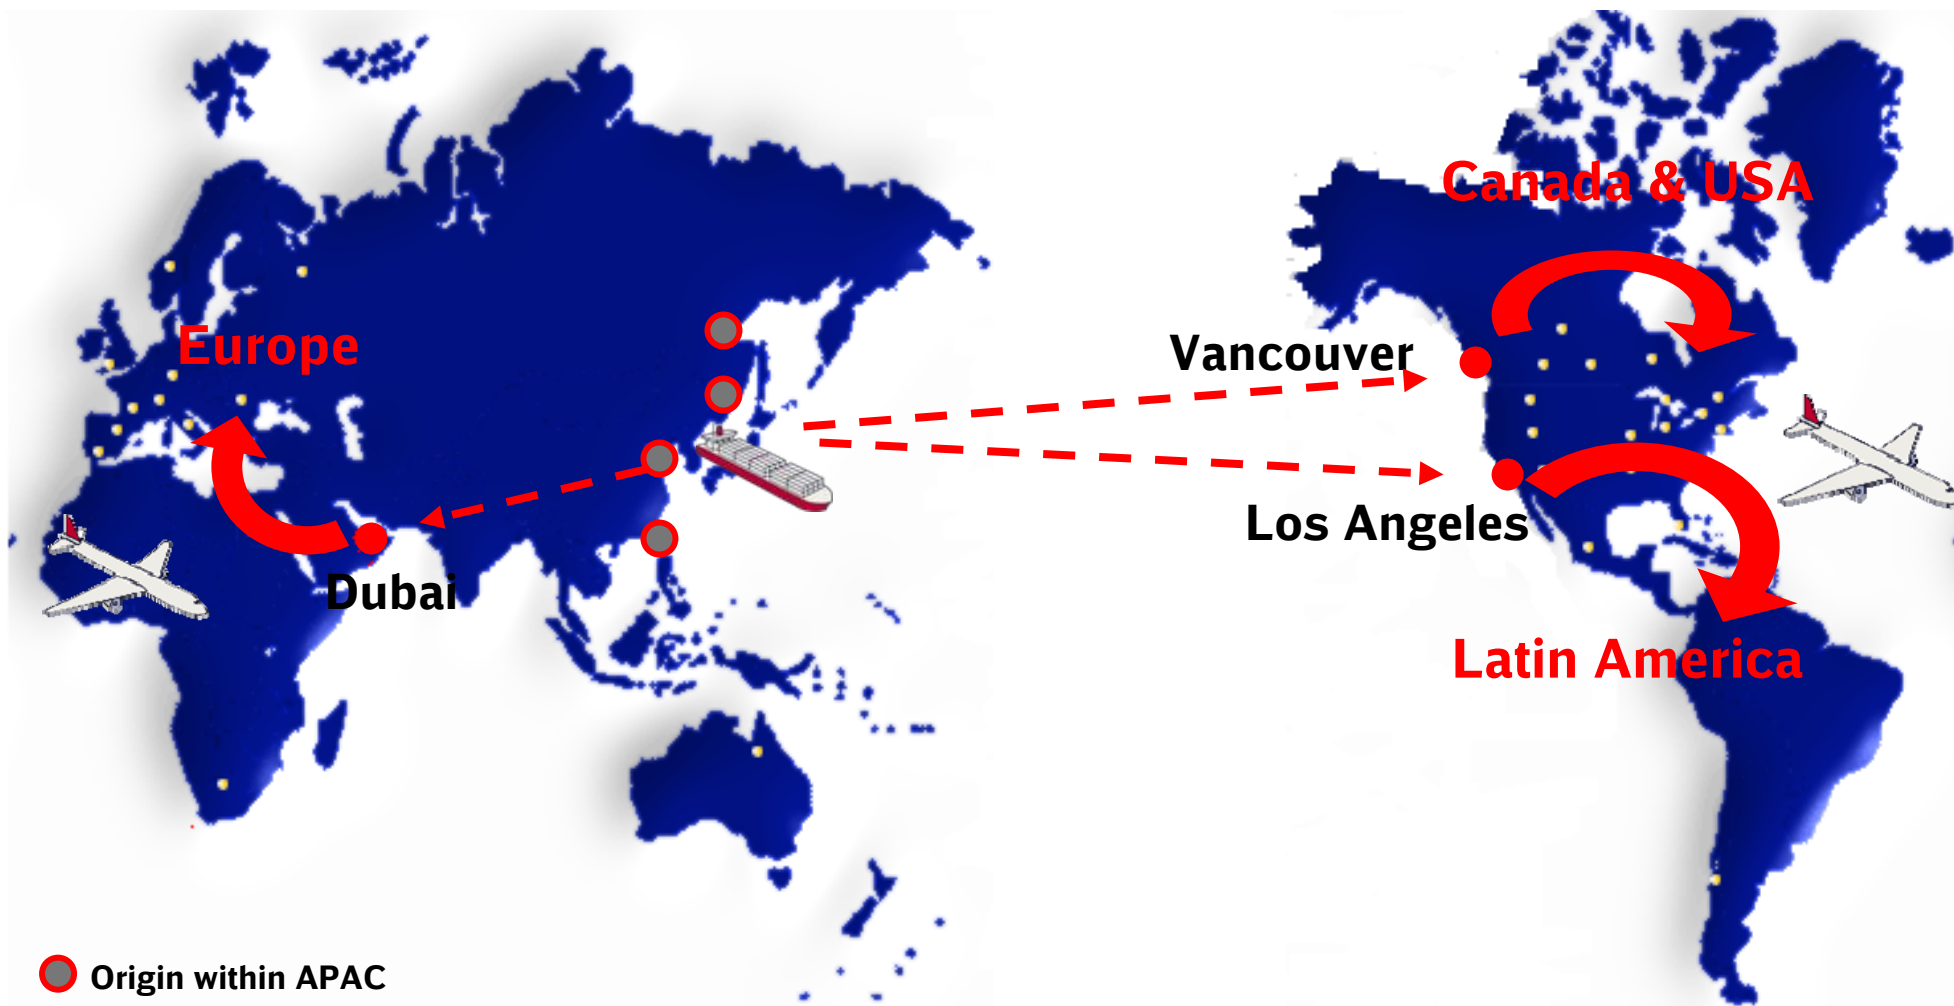 Canada & USA
Europe
Vancouver
Los Angeles
Dubai
Latin America
Origin within APAC